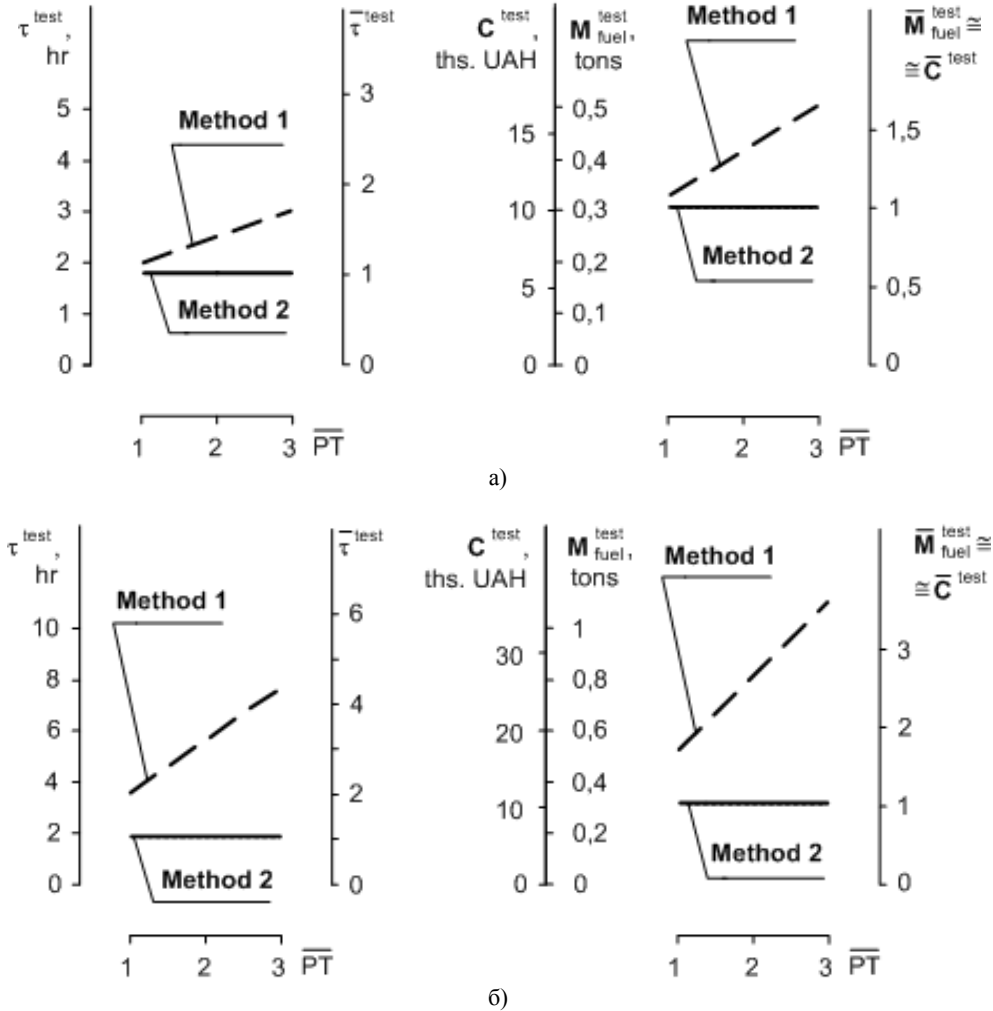 τ test, hr
τ̅ test
C test, ths. UAH
M test fuel, tons
M̅ test fuel ≅
≅ C̅ test
Method 1
Method 1
3
5
4
3
2
1
0
2
1
0
15
10
5
0
0,5
0,4
0,3
0,2
0,1
0
1,5
1
0,5
0
Method 2
Method 2
1 2 3 P̅T̅
1 2 3 P̅T̅
а)
τ test, hr
τ̅ test
C test, ths. UAH
M test fuel, tons
M̅ test fuel ≅
≅ C̅ test
Method 1
Method 1
10
8
6
4
2
0
6
4
2
0
30
20
10
0
1
0,8
0,6
0,4
0,2
0
3
2
1
0
Method 2
Method 2
1 2 3 P̅T̅
1 2 3 P̅T̅
б)